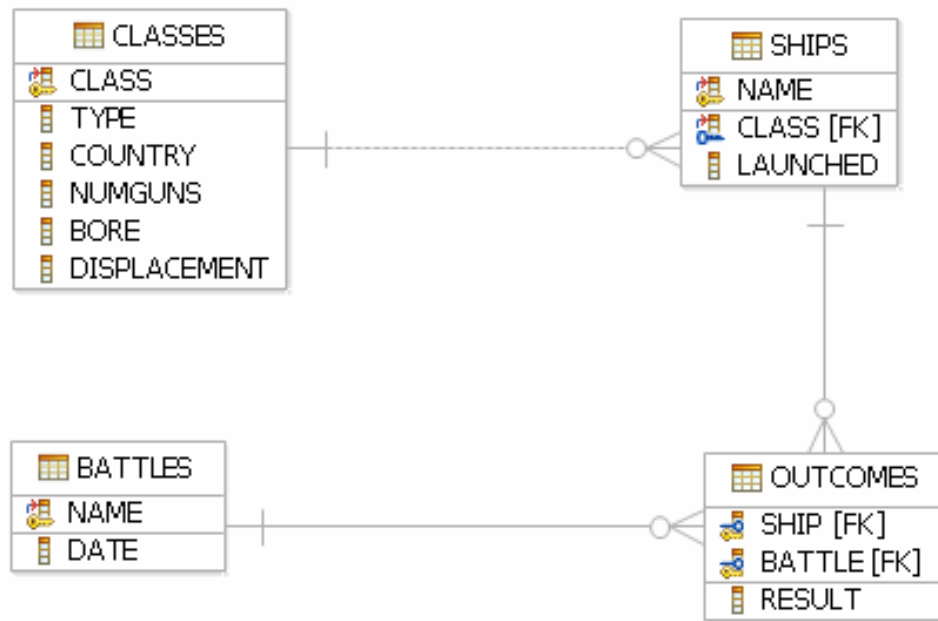 CLASSES
CLASS
TYPE
COUNTRY
NUMGUNS
BORE
DISPLACEMENT
SHIPS
NAME
CLASS [FK]
LAUNCHED
BATTLES
NAME
DATE
OUTCOMES
SHIP [FK]
BATTLE [FK]
RESULT